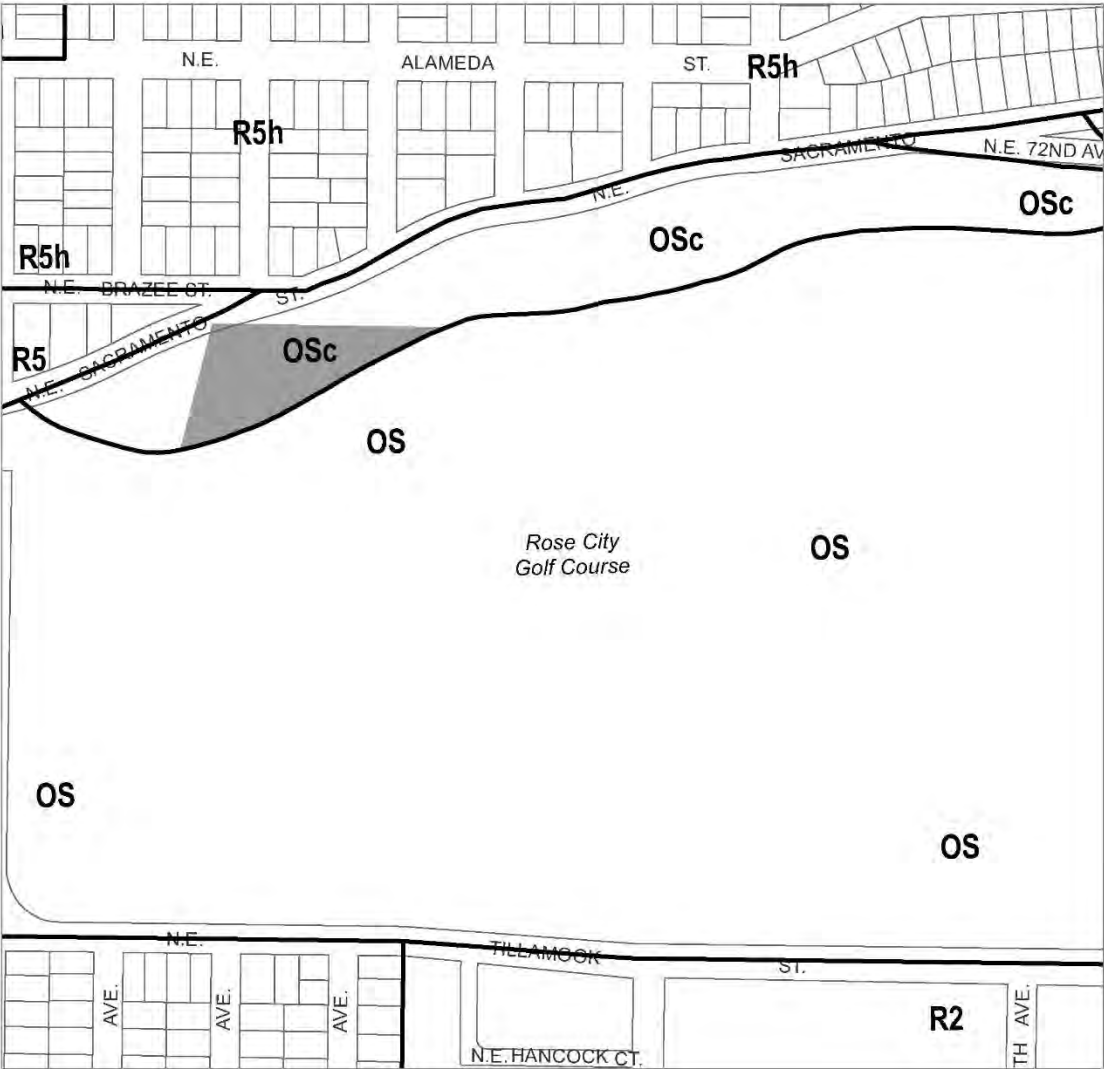 N.E. ALAMEDA ST.
R5h
R5h
SACRAMENTO
N.E. 72ND AV
N.E.
OSc
OSc
R5h
N.E. BRAZEE ST.
ST.
N.E. SACRAMENTO
OSc
R5
OS
Rose City
Golf Course
OS
OS
OS
N.E. TILLAMOOK ST.
AVE.
AVE.
AVE.
R2
TH AVE.
N.E. HANCOCK CT.